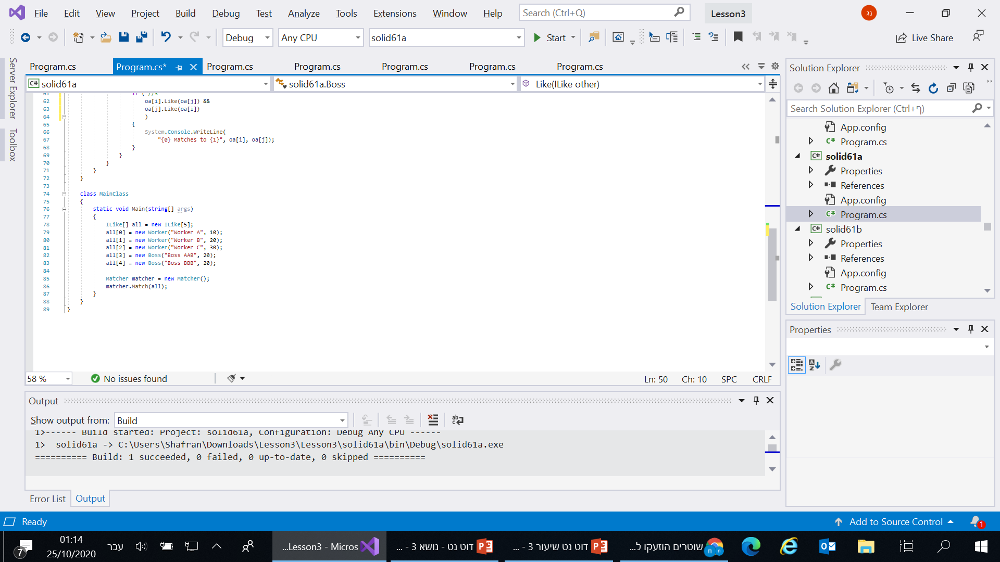 File Edit View Project Build Debug Test Analyze Tools Extensions Window Help Search (Ctrl+Q) Lesson3 נג
Debug Any CPU solid61a Start Live Share
Server Explorer
Toolbox
Program.cs Program.cs* Program.cs Program.cs Program.cs Program.cs Program.cs
C# solid61a solid61a.Boss Like(ILike other)
61 if ( //3
62 oa[i].Like(oa[j]) &&
63 oa[j].Like(oa[i])
64 )
65 {
66 System.Console.WriteLine(
67 "{0} Matches to {1}", oa[i], oa[j]);
68 }
69 }
70 }
71 }
72 }
73
74 class MainClass
75 {
76 static void Main(string[] args)
77 {
78 ILike[] all = new ILike[5];
79 all[0] = new Worker("Worker A", 10);
80 all[1] = new Worker("Worker B", 20);
81 all[2] = new Worker("Worker C", 30);
82 all[3] = new Boss("Boss AAB", 20);
83 all[4] = new Boss("Boss BBB", 20);
84
85 Matcher matcher = new Matcher();
86 matcher.Match(all);
87 }
88 }
89 }
58 % No issues found Ln: 50 Ch: 10 SPC CRLF
Output
Show output from: Build
1>------ Build started: Project: solid61a, Configuration: Debug Any CPU ------
1> solid61a -> C:\Users\Shafran\Downloads\Lesson3\Lesson3\solid61a\bin\Debug\solid61a.exe
========== Build: 1 succeeded, 0 failed, 0 up-to-date, 0 skipped ==========
Error List Output
Solution Explorer
Search Solution Explorer (Ctrl+ף)
App.config
C# Program.cs
C# solid61a
Properties
References
App.config
C# Program.cs
C# solid61b
Properties
References
App.config
C# Program.cs
Solution Explorer Team Explorer
Properties
Ready Add to Source Control 1
7 01:14
25/10/2020
עבר
...Lesson3 - Micros
דוט נט - נושא 3 - ...
דוט נט שיעור 3 - ...
שוטרים הוזעקו ל...